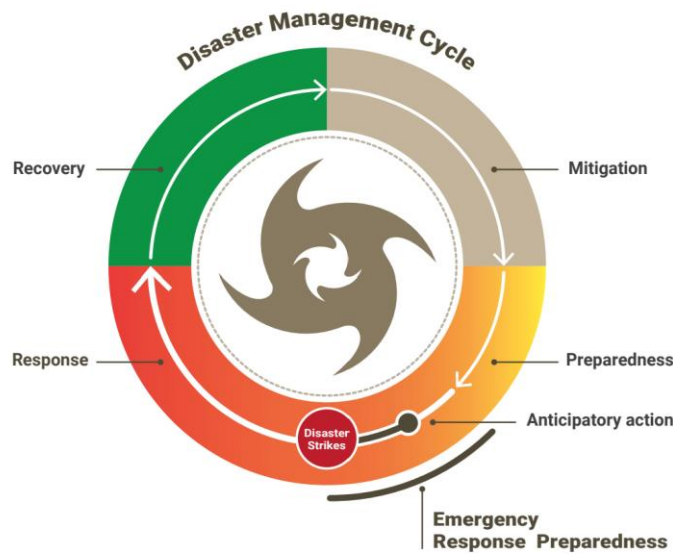 Disaster Management Cycle
Recovery
Mitigation
Response
Preparedness
Disaster
Strikes
Anticipatory action
Emergency
Response Preparedness